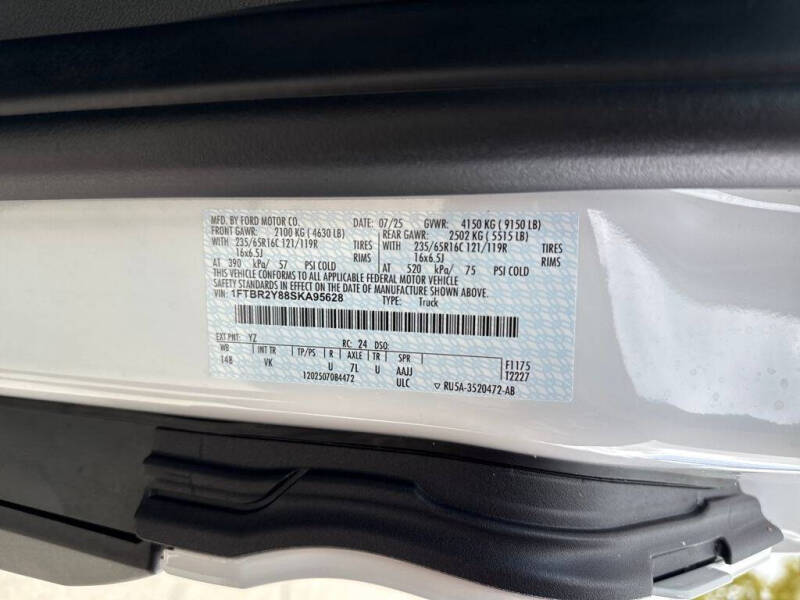 MFD. BY FORD MOTOR CO. DATE: 07/25 GVWR: 4150 KG ( 9150 LB)
FRONT GAWR: 2100 KG ( 4630 LB) REAR GAWR: 2502 KG ( 5515 LB)
WITH 235/65R16C 121/119R TIRES WITH 235/65R16C 121/119R TIRES
16x6.5J RIMS 16x6.5J RIMS
AT 390 kPa/ 57 PSI COLD AT 520 kPa/ 75 PSI COLD
THIS VEHICLE CONFORMS TO ALL APPLICABLE FEDERAL MOTOR VEHICLE
SAFETY STANDARDS IN EFFECT ON THE DATE OF MANUFACTURE SHOWN ABOVE.
VIN: 1FTBR2Y88SKA95628 TYPE: Truck
EXT PNT: YZ RC: 24 DSO:
WB INT TR TP/PS R AXLE TR SPR F1175
148 VK U 7L U AAJJ T2227
1202507084472 ULC ▽ RU5A-3520472-AB